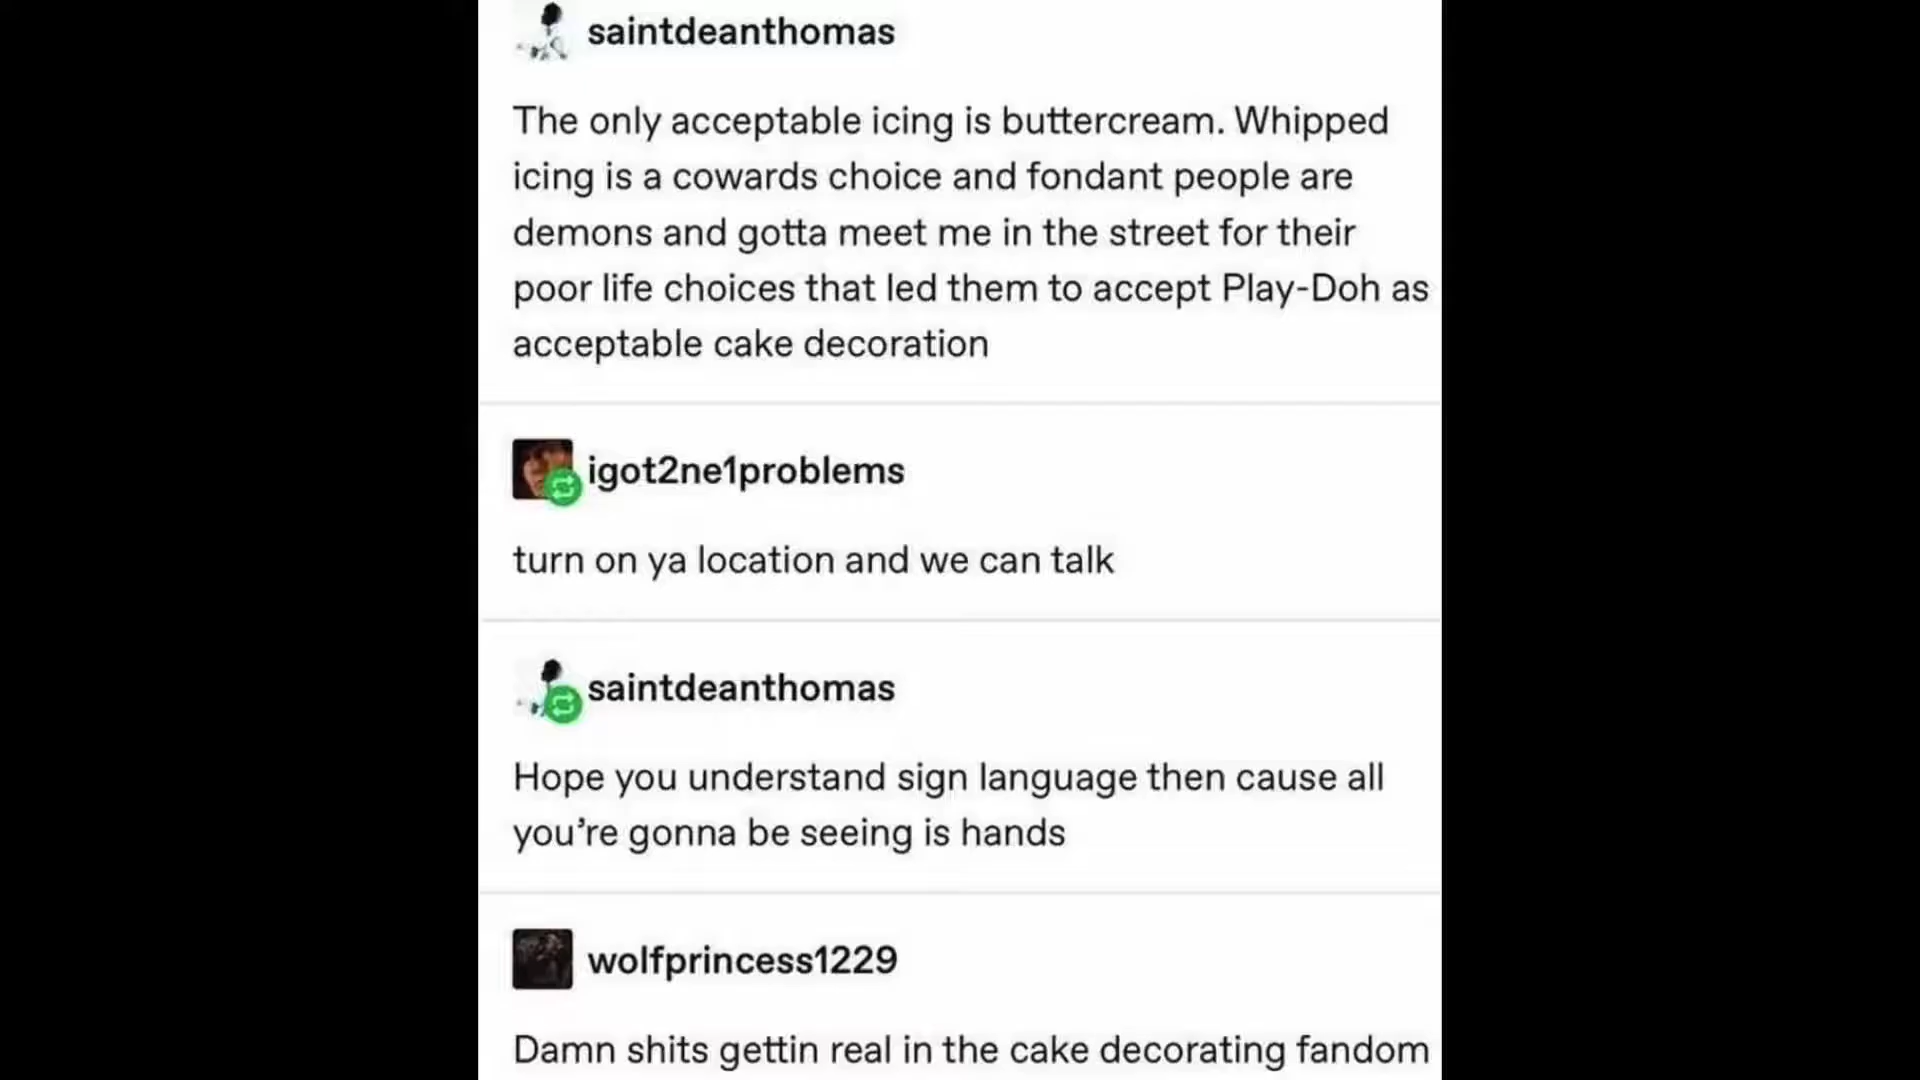 saintdeanthomas
The only acceptable icing is buttercream. Whipped
icing is a cowards choice and fondant people are
demons and gotta meet me in the street for their
poor life choices that led them to accept Play-Doh as
acceptable cake decoration
igot2ne1problems
turn on ya location and we can talk
saintdeanthomas
Hope you understand sign language then cause all
you’re gonna be seeing is hands
wolfprincess1229
Damn shits gettin real in the cake decorating fandom